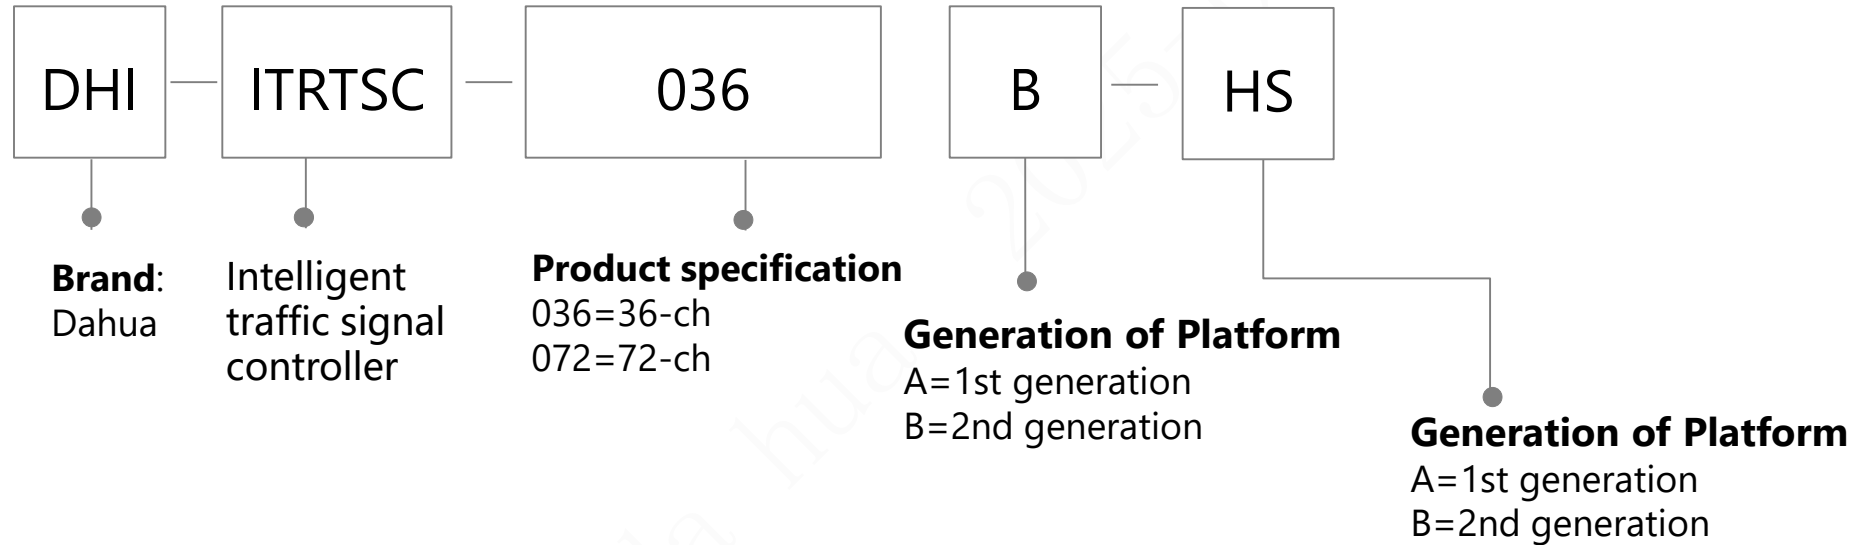 DHI — ITRTSC — 036 B — HS
Brand:
Dahua
Intelligent
traffic signal
controller
Product specification
036=36-ch
072=72-ch
Generation of Platform
A=1st generation
B=2nd generation
Generation of Platform
A=1st generation
B=2nd generation